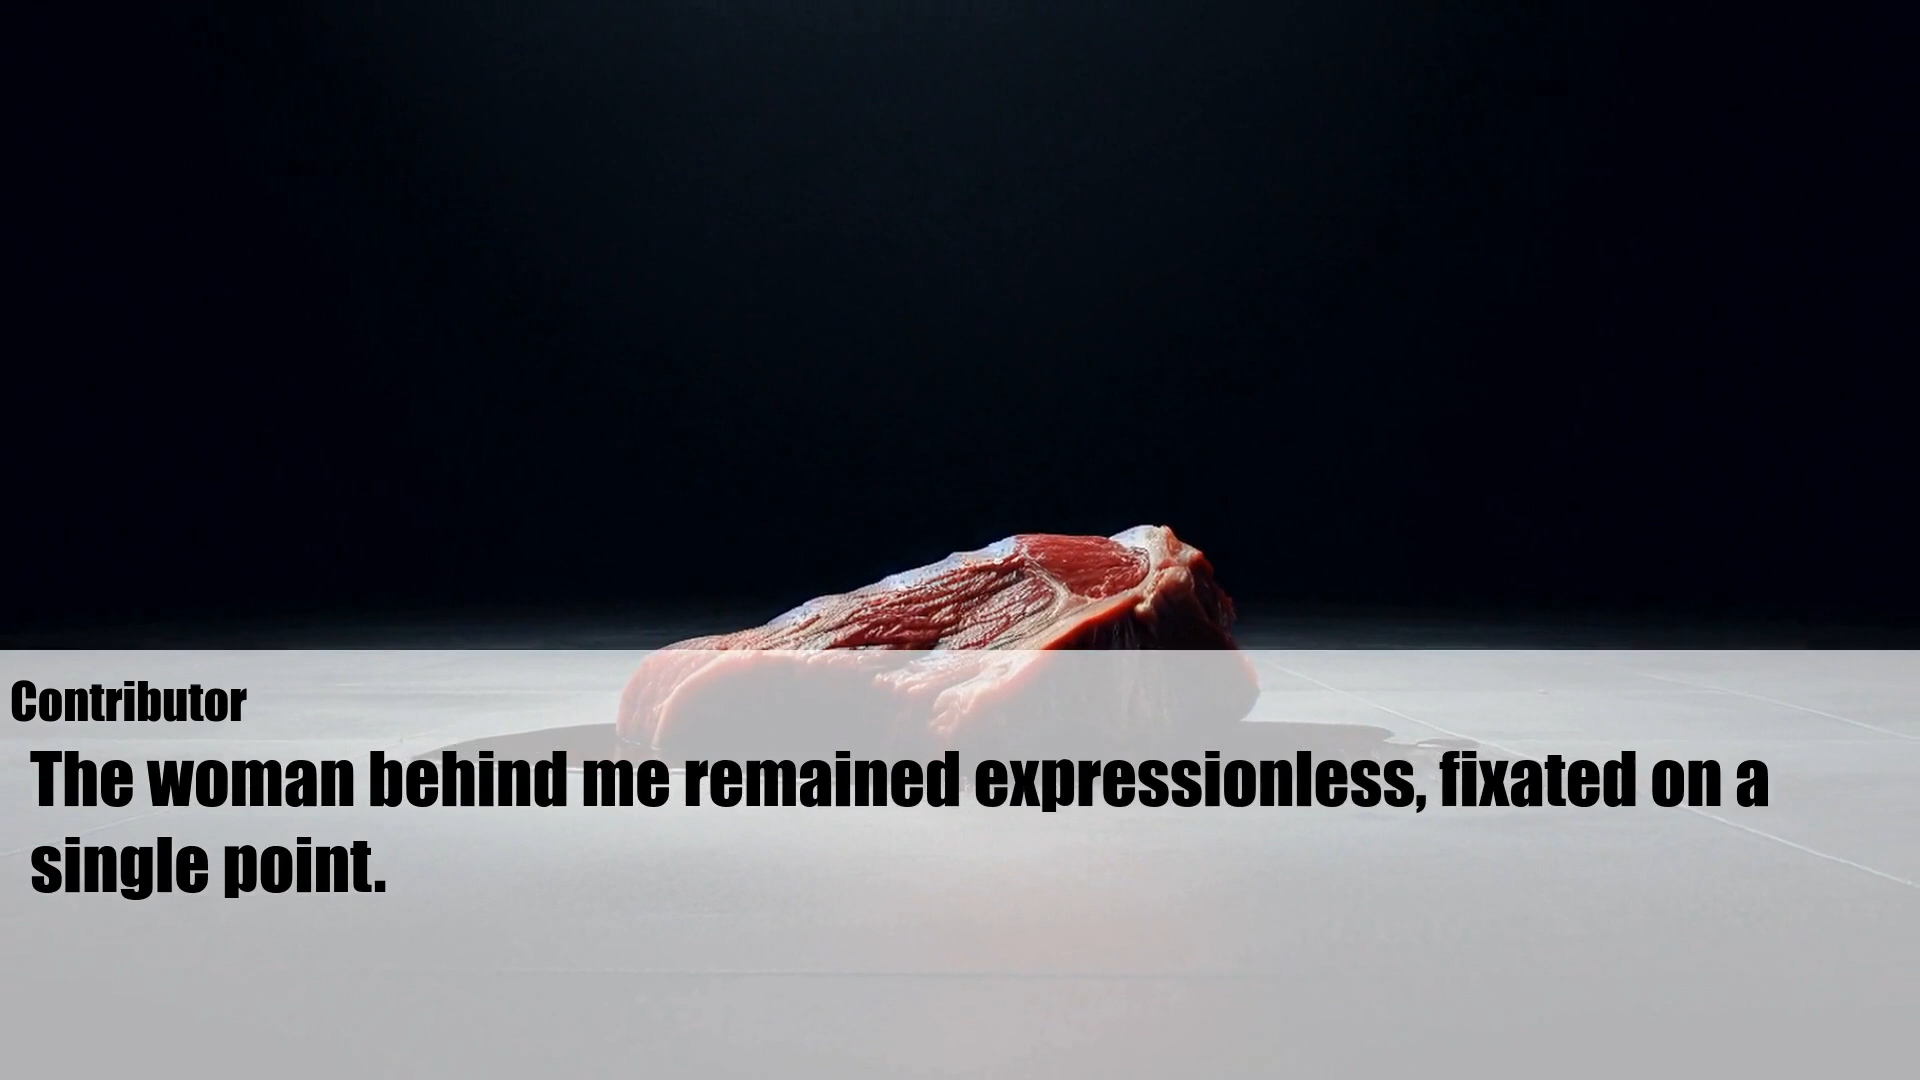 Contributor
The woman behind me remained expressionless, fixated on a
single point.